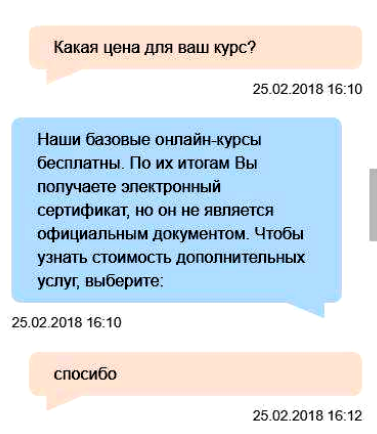 Какая цена для ваш курс?
25.02.2018 16:10
Наши базовые онлайн-курсы
бесплатны. По их итогам Вы
получаете электронный
сертификат, но он не является
официальным документом. Чтобы
узнать стоимость дополнительных
услуг, выберите:
25.02.2018 16:10
спосибо
25.02.2018 16:12